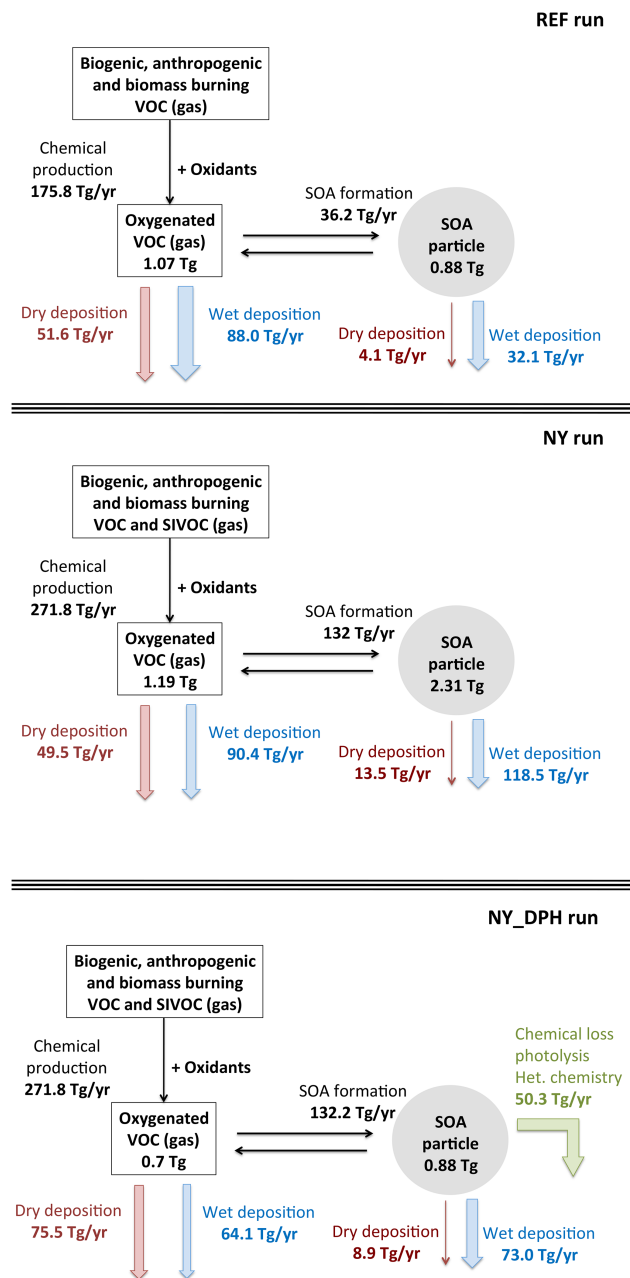 REF run
Biogenic, anthropogenic
and biomass burning
VOC (gas)
Chemical
production
175.8 Tg/yr
+ Oxidants
SOA formation
36.2 Tg/yr
Oxygenated
VOC (gas)
1.07 Tg
SOA
particle
0.88 Tg
Dry deposition
51.6 Tg/yr
Wet deposition
88.0 Tg/yr
Dry deposition
4.1 Tg/yr
Wet deposition
32.1 Tg/yr
NY run
Biogenic, anthropogenic
and biomass burning
VOC and SIVOC (gas)
Chemical
production
271.8 Tg/yr
+ Oxidants
SOA formation
132 Tg/yr
Oxygenated
VOC (gas)
1.19 Tg
SOA
particle
2.31 Tg
Dry deposition
49.5 Tg/yr
Wet deposition
90.4 Tg/yr
Dry deposition
13.5 Tg/yr
Wet deposition
118.5 Tg/yr
NY_DPH run
Biogenic, anthropogenic
and biomass burning
VOC and SIVOC (gas)
Chemical
production
271.8 Tg/yr
+ Oxidants
SOA formation
132.2 Tg/yr
Chemical loss
photolysis
Het. chemistry
50.3 Tg/yr
Oxygenated
VOC (gas)
0.7 Tg
SOA
particle
0.88 Tg
Dry deposition
75.5 Tg/yr
Wet deposition
64.1 Tg/yr
Dry deposition
8.9 Tg/yr
Wet deposition
73.0 Tg/yr